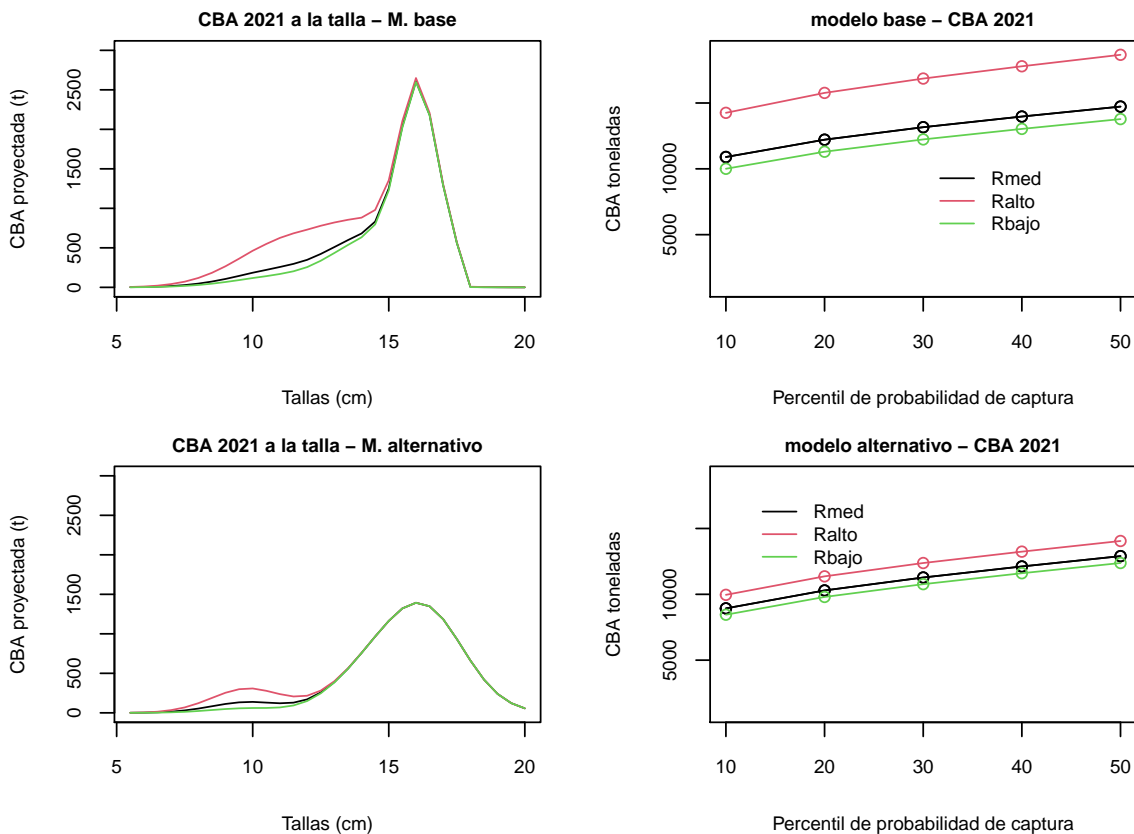 CBA 2021 a la talla – M. base
CBA proyectada (t)
0
500
1500
2500
5
10
15
20
Tallas (cm)
modelo base – CBA 2021
CBA toneladas
5000
10000
Rmed
Ralto
Rbajo
10
20
30
40
50
Percentil de probabilidad de captura
CBA 2021 a la talla – M. alternativo
CBA proyectada (t)
0
500
1500
2500
5
10
15
20
Tallas (cm)
modelo alternativo – CBA 2021
CBA toneladas
5000
10000
Rmed
Ralto
Rbajo
10
20
30
40
50
Percentil de probabilidad de captura